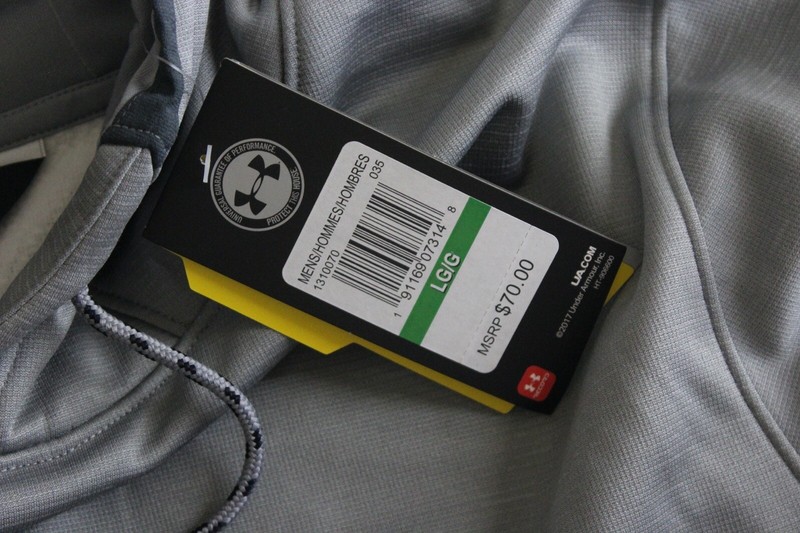 UNIVERSAL GUARANTEE OF PERFORMANCE
PROTECT THIS HOUSE
MENS/HOMMES/HOMBRES
1310070
035
1 91169 07314 8
LG/G
MSRP $70.00
UA.COM
©2017 Under Armour, Inc.